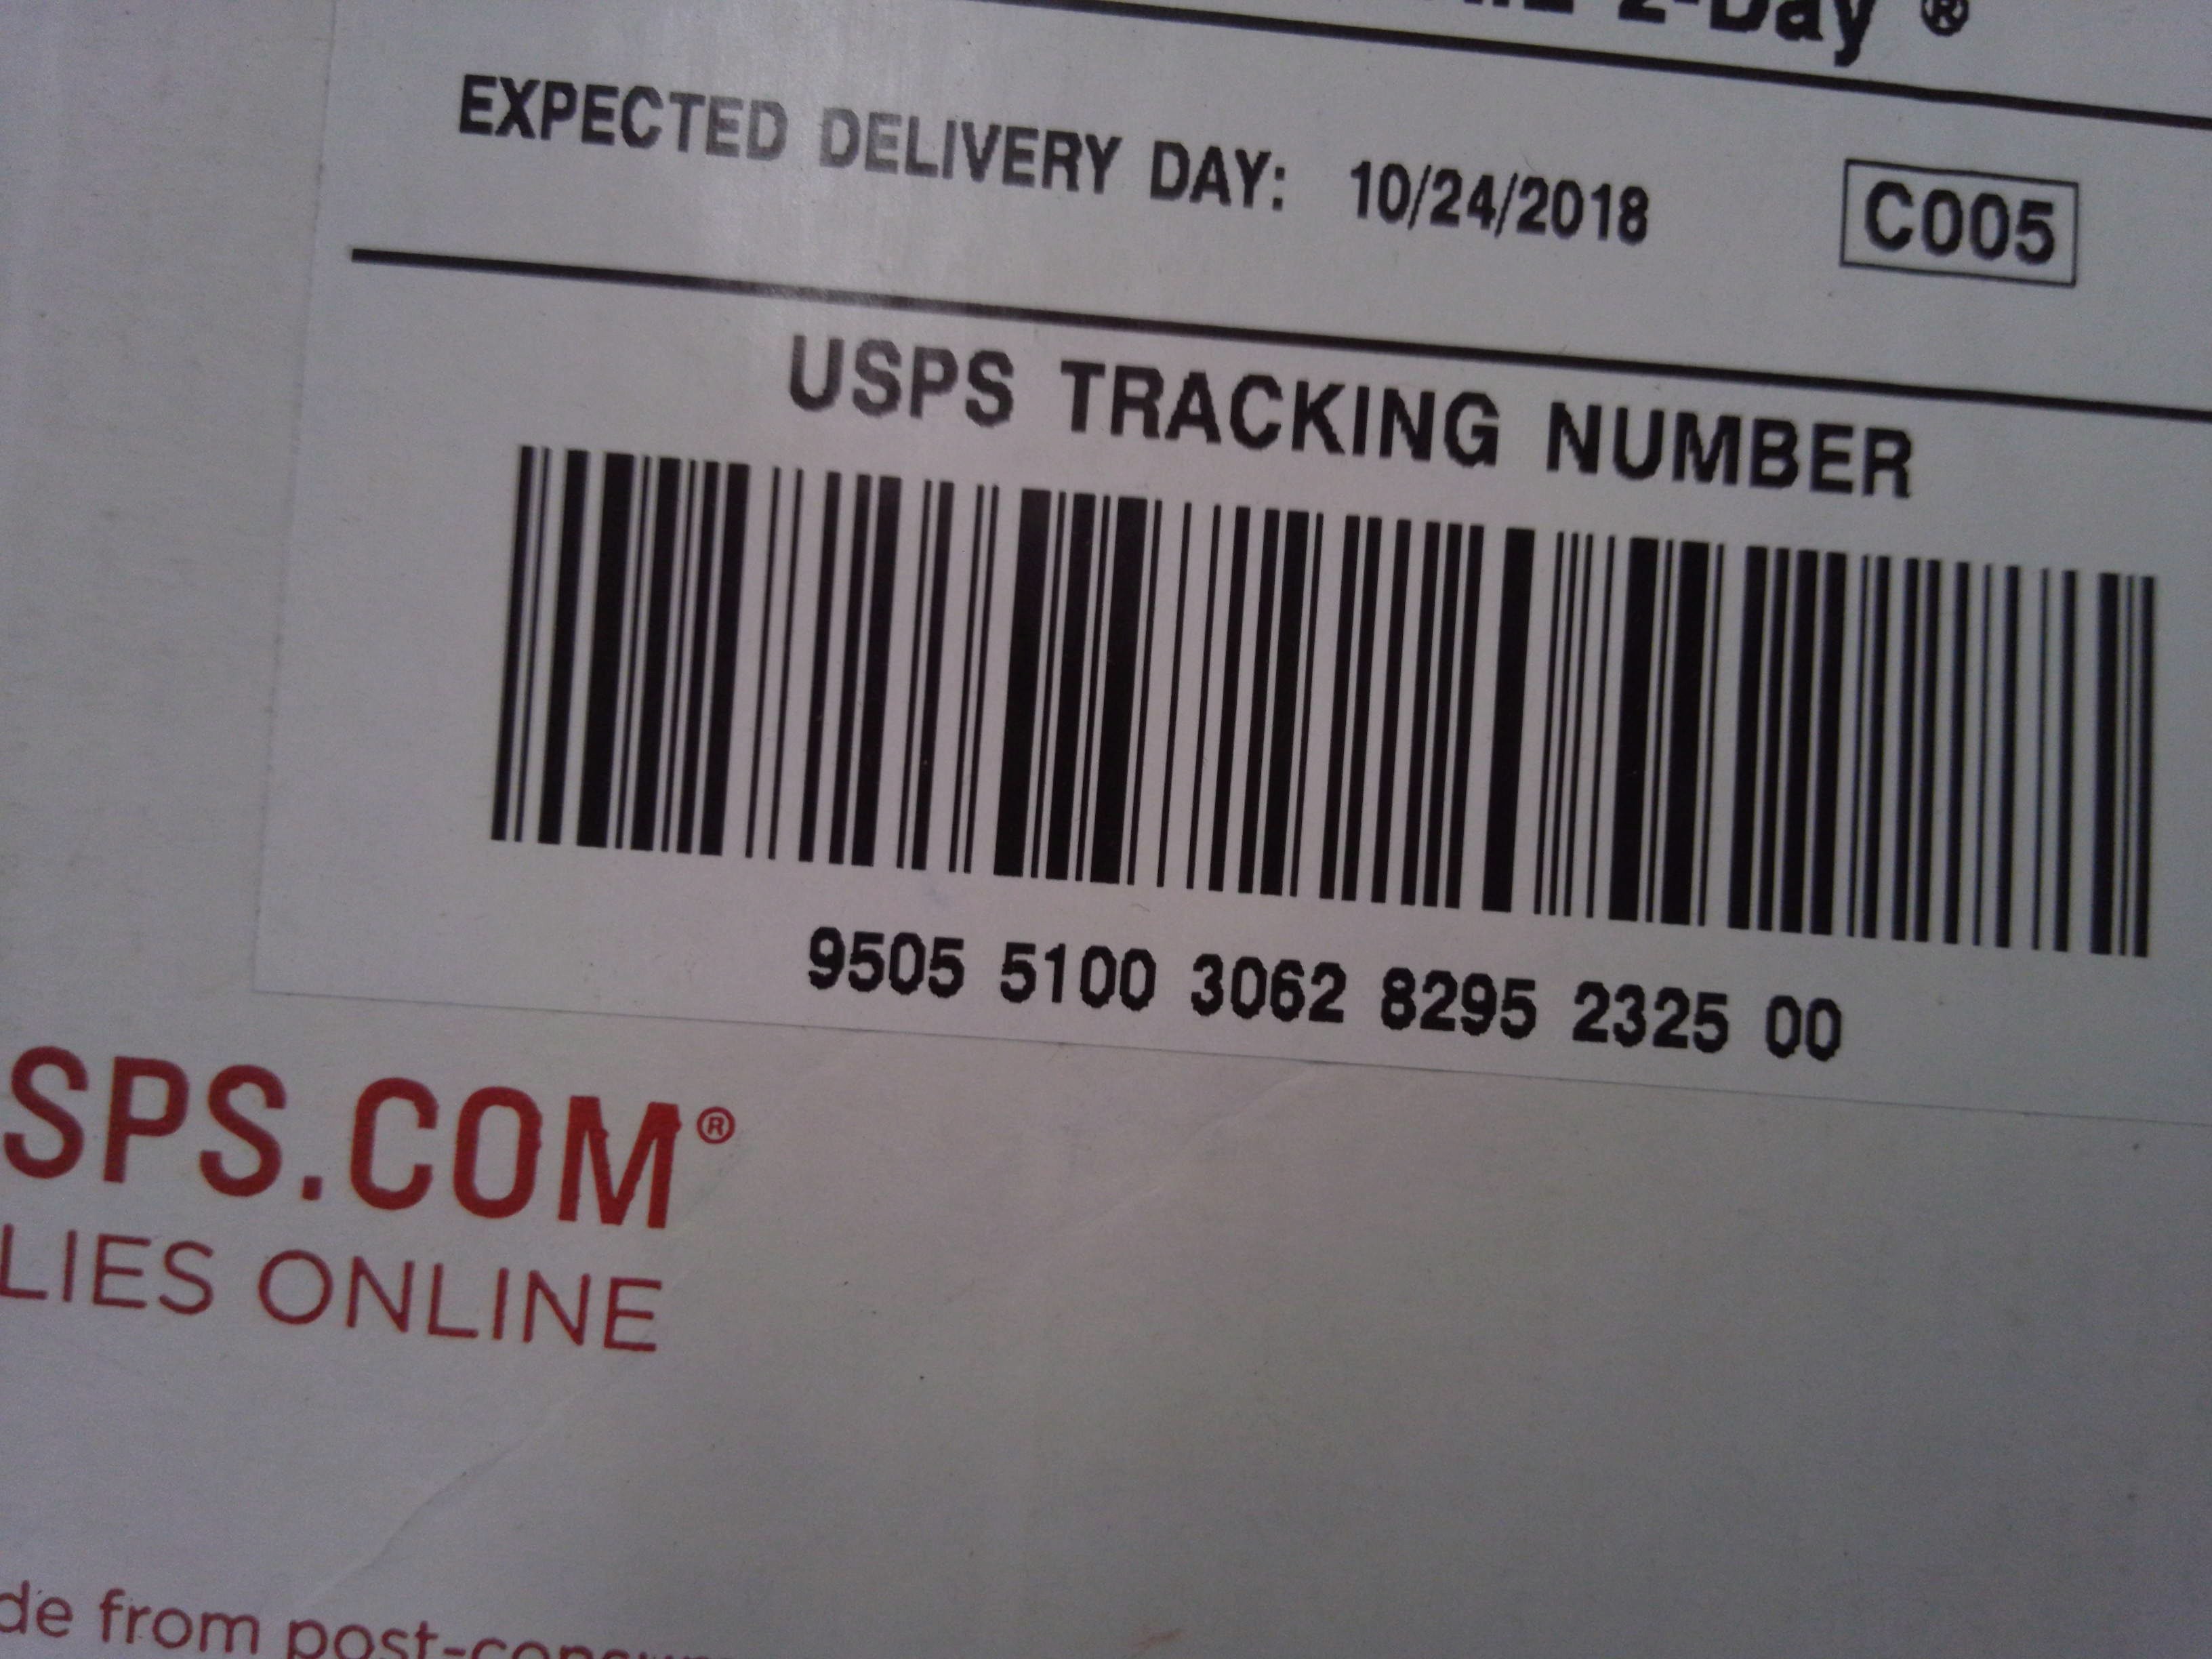 2-Day ®
EXPECTED DELIVERY DAY: 10/24/2018
C005
USPS TRACKING NUMBER
9505 5100 3062 8295 2325 00
SPS.COM®
LIES ONLINE
de from post-